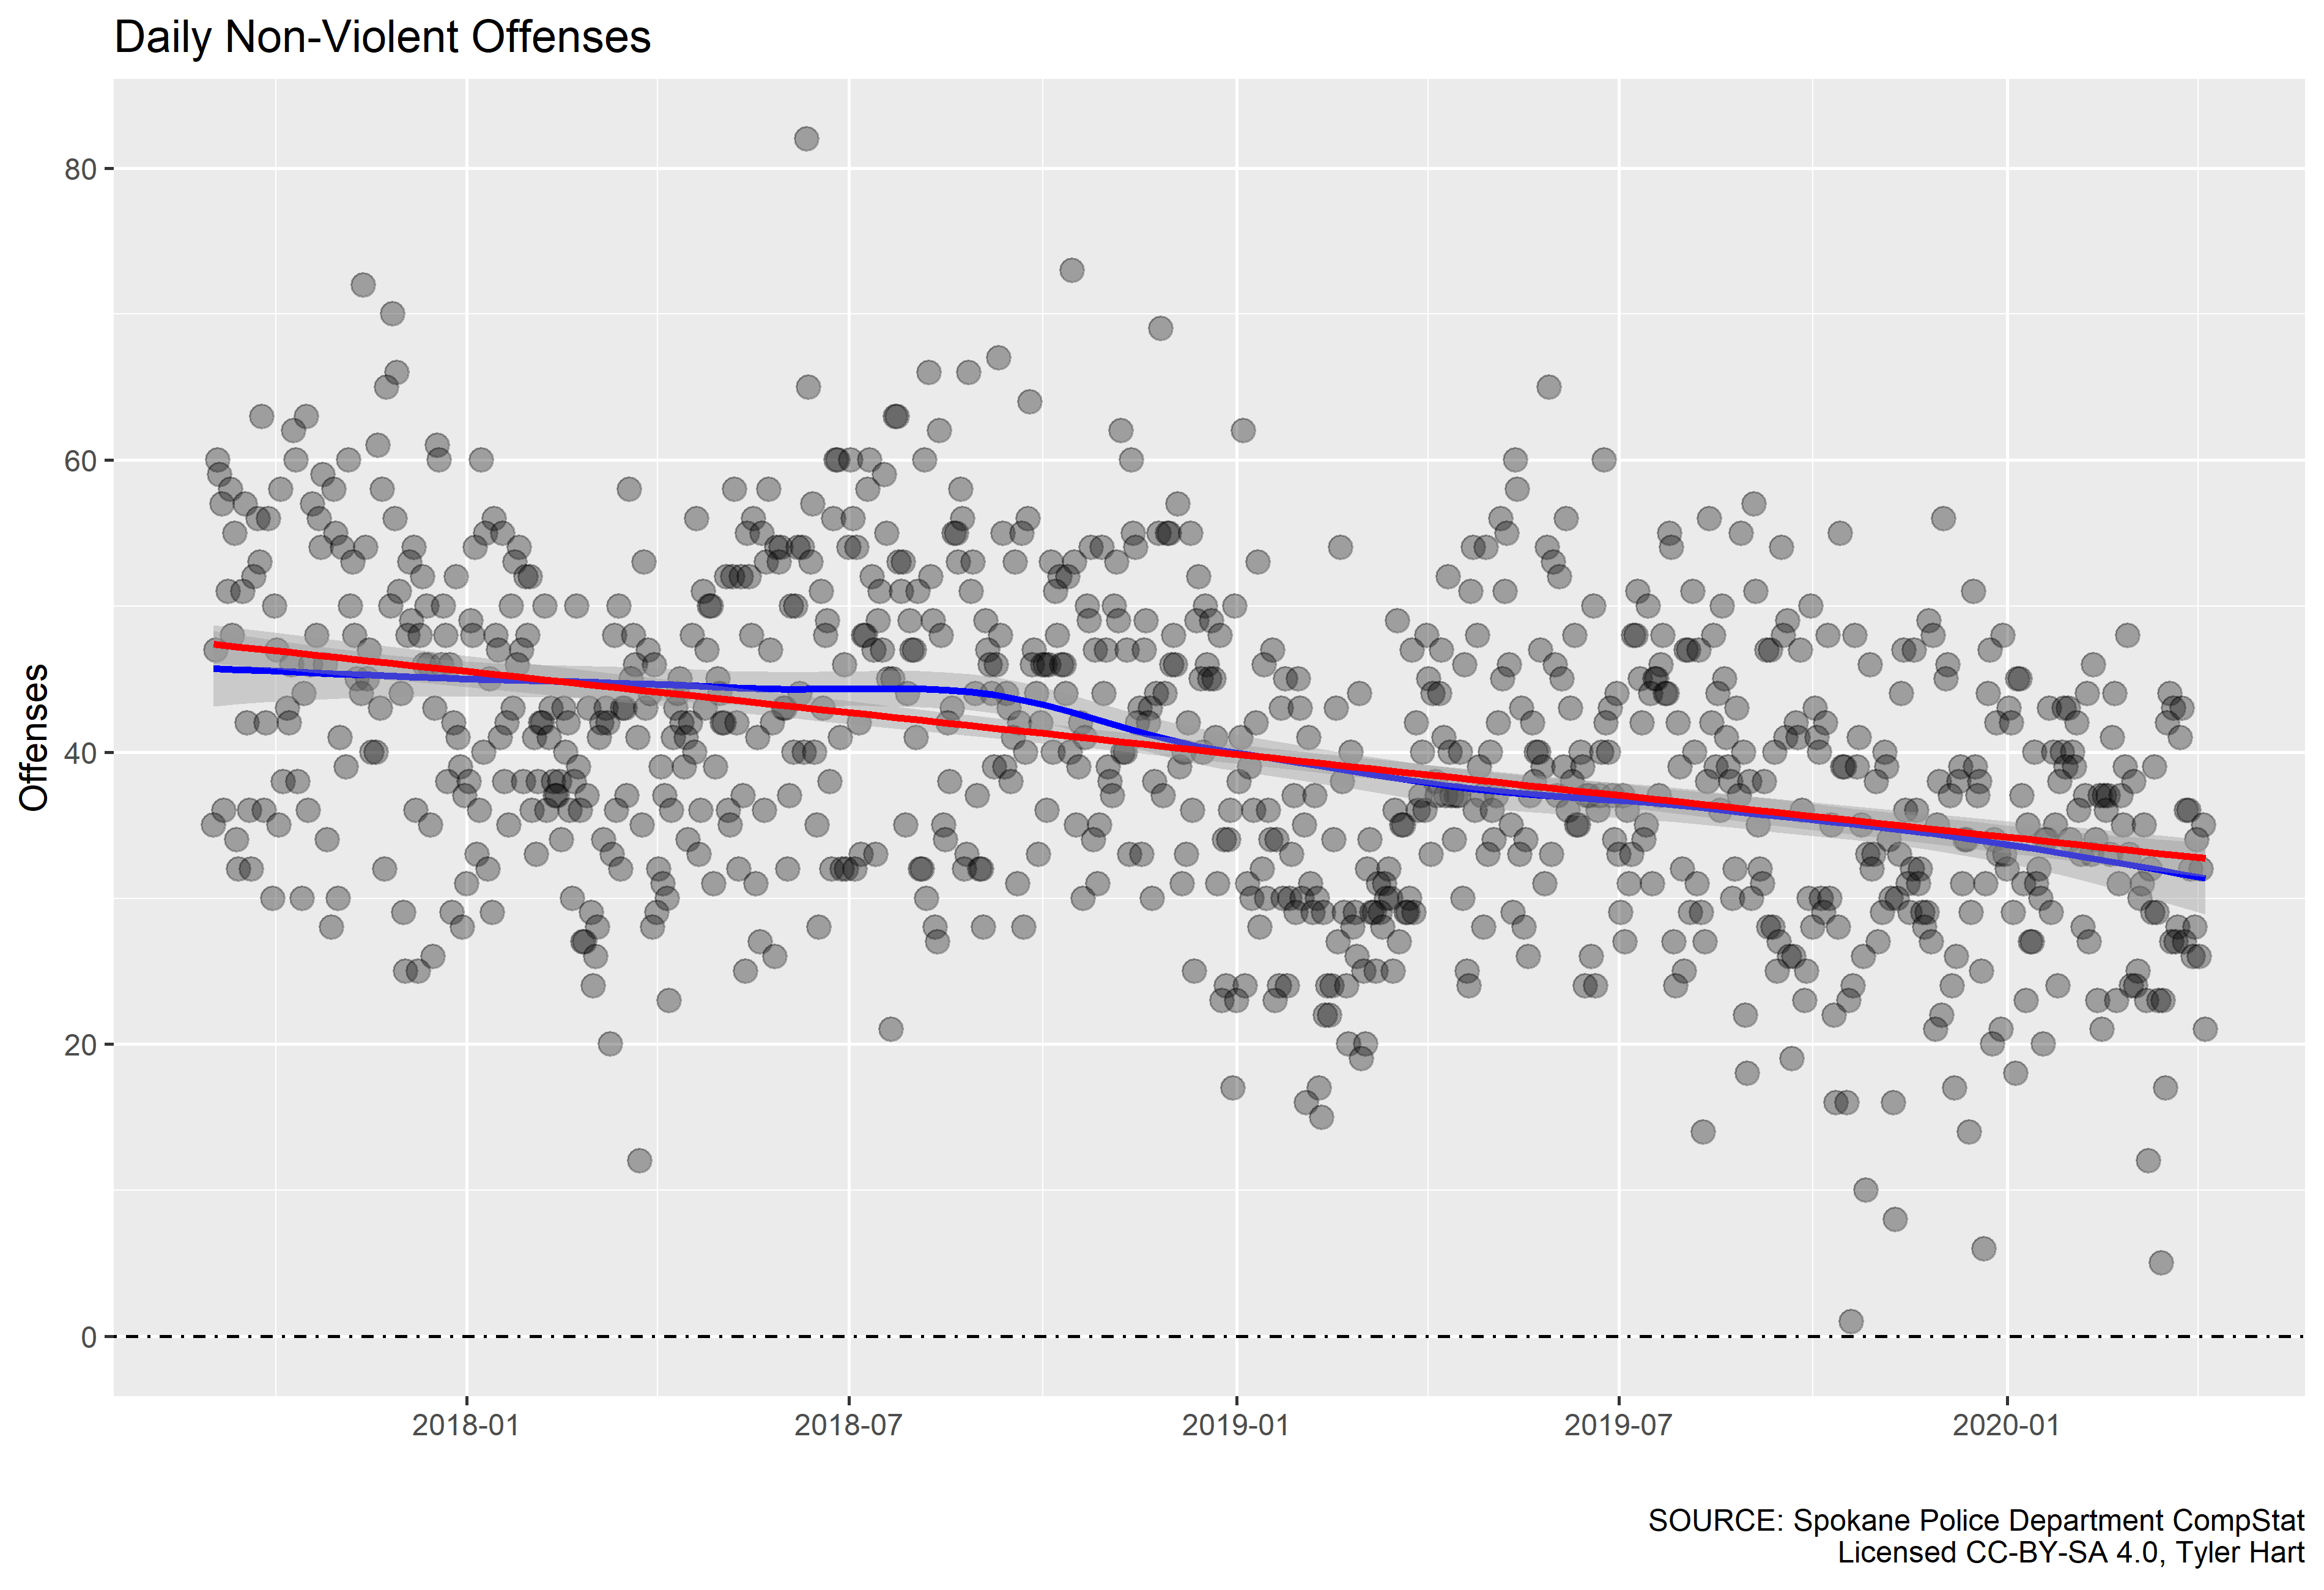 Daily Non-Violent Offenses
80
60
40
20
0
Offenses
2018-01
2018-07
2019-01
2019-07
2020-01
SOURCE: Spokane Police Department CompStat
Licensed CC-BY-SA 4.0, Tyler Hart